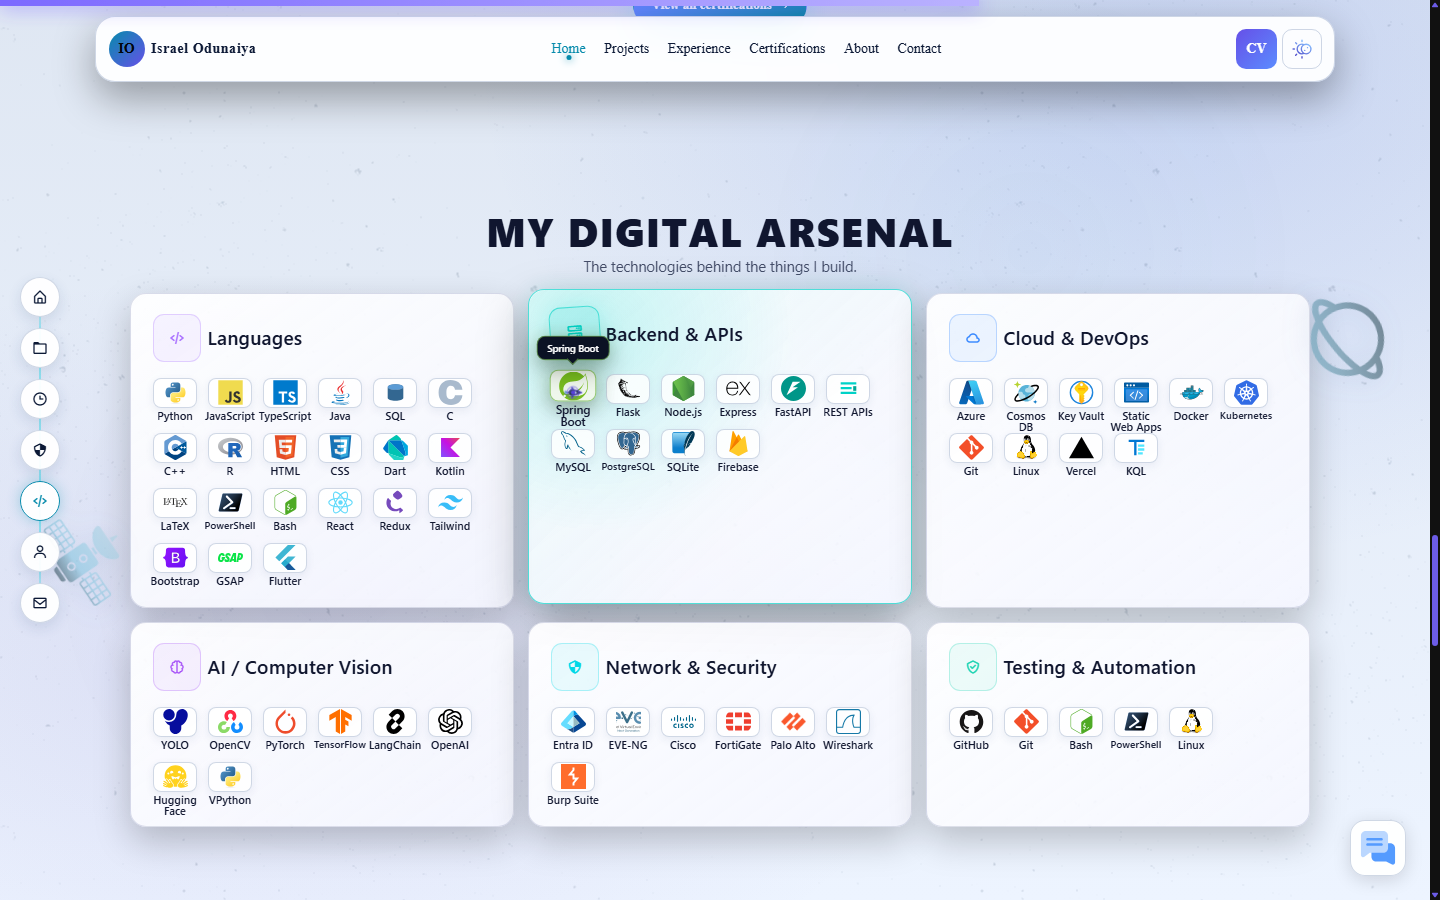 View all certifications
IO Israel Odunaiya
Home Projects Experience Certifications About Contact
CV
MY DIGITAL ARSENAL
The technologies behind the things I build.
Languages
Python JavaScript TypeScript Java SQL C
C++ R HTML CSS Dart Kotlin
LaTeX PowerShell Bash React Redux Tailwind
Bootstrap GSAP Flutter
Backend & APIs
Spring Boot
Spring
Boot
Flask Node.js Express FastAPI REST APIs
MySQL PostgreSQL SQLite Firebase
Cloud & DevOps
Azure Cosmos
DB
Key Vault Static
Web Apps
Docker Kubernetes
Git Linux Vercel KQL
AI / Computer Vision
YOLO OpenCV PyTorch TensorFlow LangChain OpenAI
Hugging
Face
VPython
Network & Security
Entra ID EVE-NG Cisco FortiGate Palo Alto Wireshark
Burp Suite
Testing & Automation
GitHub Git Bash PowerShell Linux